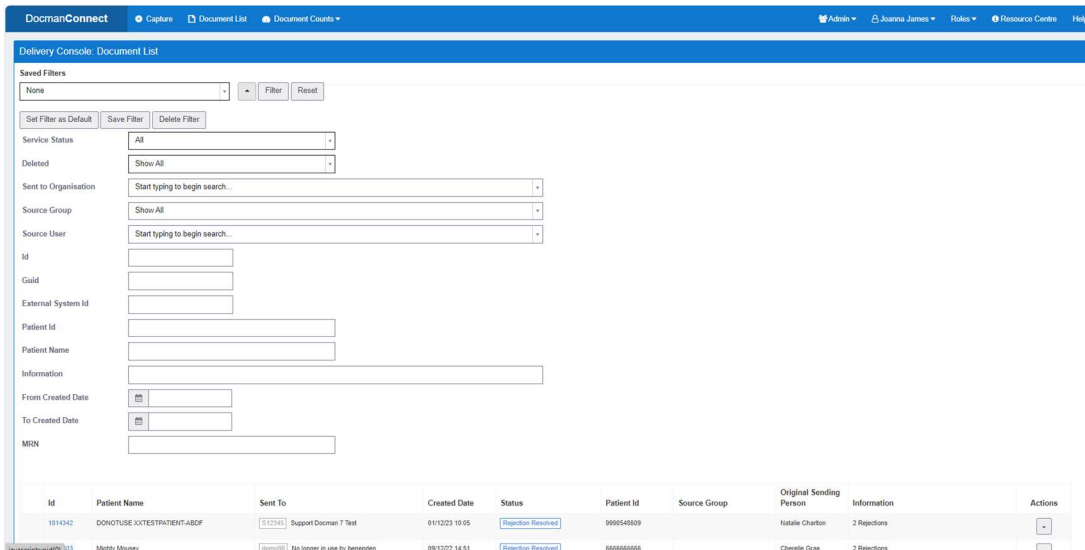 DocmanConnect Capture Document List Document Counts Admin Joanna James Roles Resource Centre Help
Delivery Console: Document List
Saved Filters
None Filter Reset
Set Filter as Default Save Filter Delete Filter
Service Status All
Deleted Show All
Sent to Organisation Start typing to begin search...
Source Group Show All
Source User Start typing to begin search...
Id
Guid
External System Id
Patient Id
Patient Name
Information
From Created Date
To Created Date
MRN
Id Patient Name Sent To Created Date Status Patient Id Source Group Original Sending Person Information Actions
1814342 DONOTUSE XXTESTPATIENT-ABDF S12345 Support Docman 7 Test 01/12/23 10:05 Rejection Resolved 9990548609 Natalie Charlton 2 Rejections
303 Mighty Mousey No longer in use by benenden 09/12/22 14:51 Rejection Resolved 6666666666 Cherelle Grae 2 Rejections